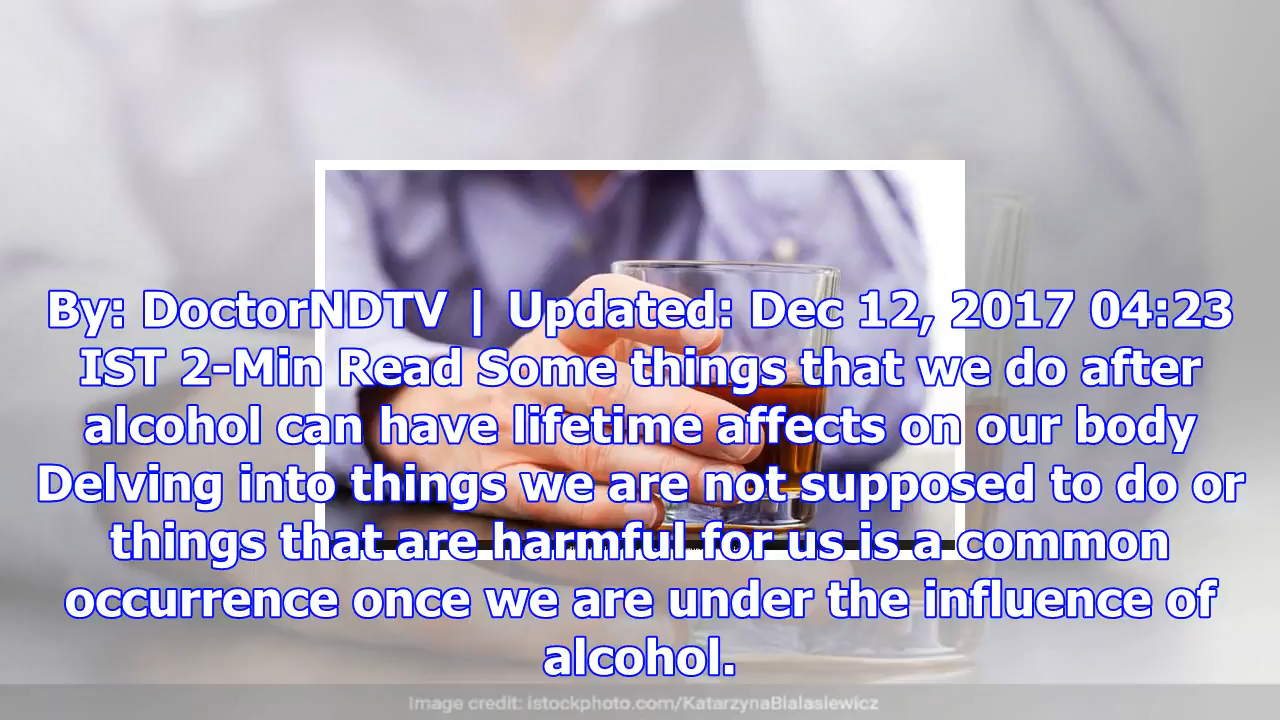 By: DoctorNDTV | Updated: Dec 12, 2017 04:23
IST 2-Min Read Some things that we do after
alcohol can have lifetime affects on our body
Delving into things we are not supposed to do or
things that are harmful for us is a common
occurrence once we are under the influence of
alcohol.
Image credit: istockphoto.com/KatarzynaBialasiewicz